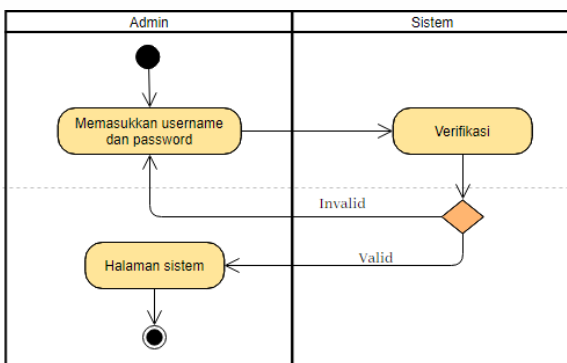 Admin
Sistem
Memasukkan username
dan password
Verifikasi
Invalid
Halaman sistem
Valid